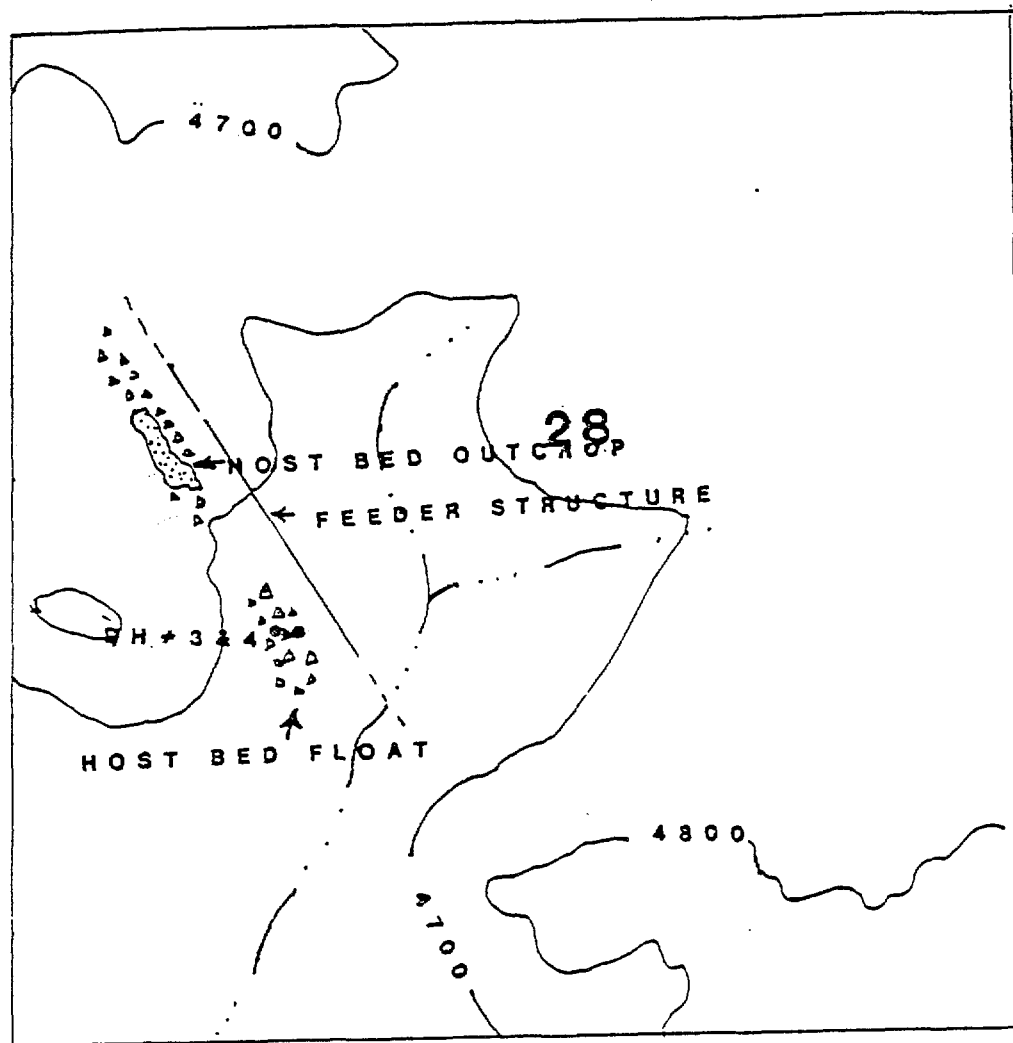 4700
28
HOST BED OUTCROP
FEEDER STRUCTURE
DH #3&4
HOST BED FLOAT
4800
4700